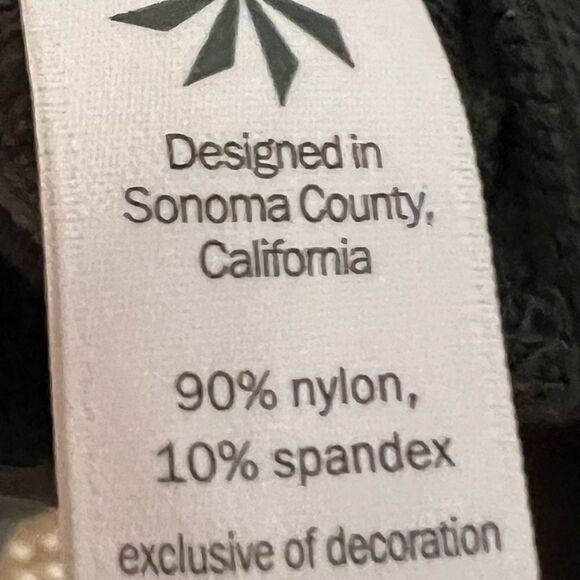 Designed in
Sonoma County,
California
90% nylon,
10% spandex
exclusive of decoration